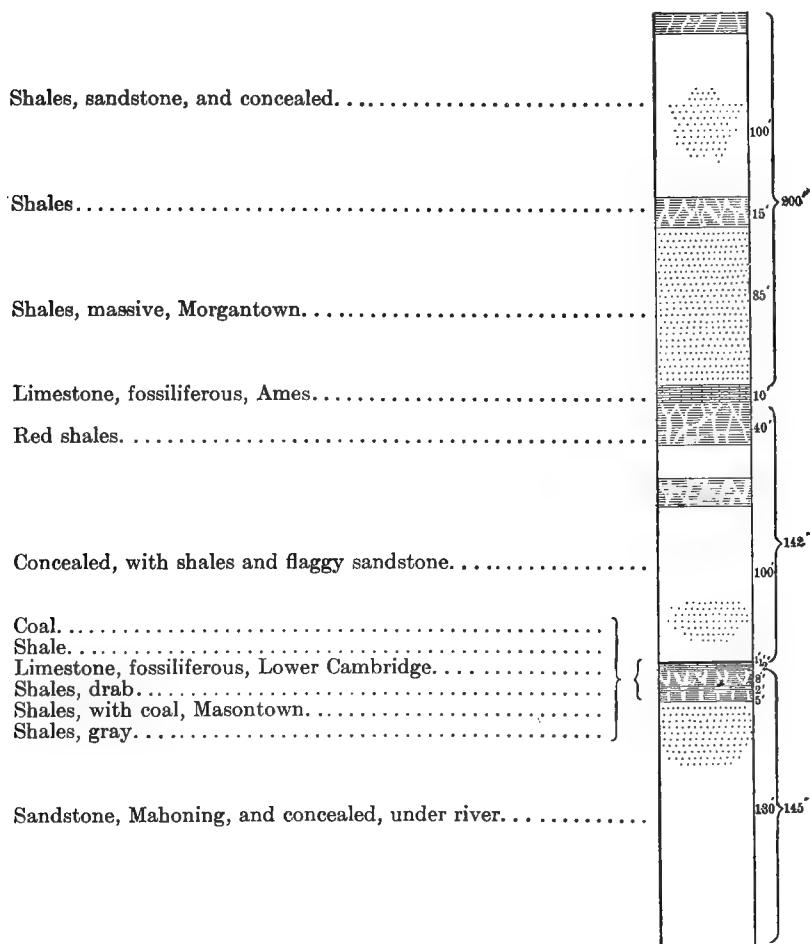 Shales, sandstone, and concealed
100'
Shales
15'
200'
Shales, massive, Morgantown
85'
Limestone, fossiliferous, Ames
10'
Red shales
40'
142'
Concealed, with shales and flaggy sandstone
100'
Coal
Shale
Limestone, fossiliferous, Lower Cambridge
8'
Shales, drab
2'
Shales, with coal, Masontown
5'
Shales, gray
Sandstone, Mahoning, and concealed, under river
130'
145'